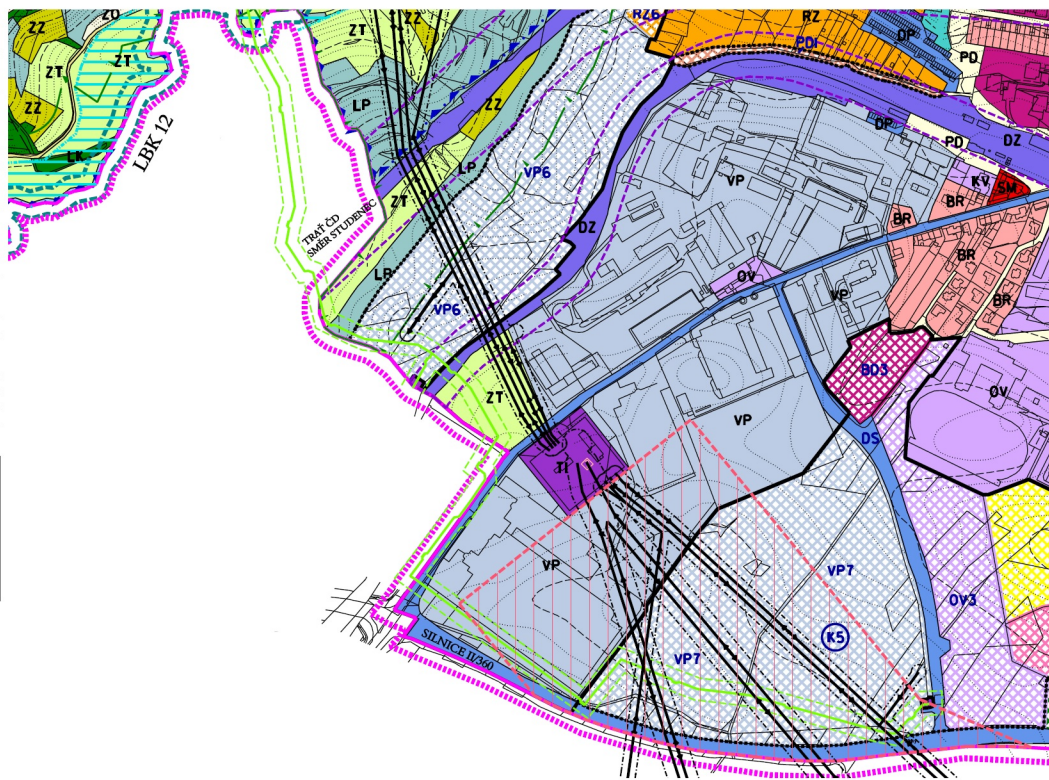 ZZ
ZO
ZT
ZZ
RZ6
RZ
DP
PD
ZZ
ZT
ZT
PD1
LP
ZZ
DP
PD
DZ
LK
LBK 12
LP
VP6
VP
KV
SM
BR
BR
ZT
TRAŤ ČD
SMĚR STUDENEC
DZ
BR
LP
OV
BR
VP6
VP
BD3
OV
ZT
VP
DS
TI
VP
VP7
OV3
K5
SILNICE II/360
VP7